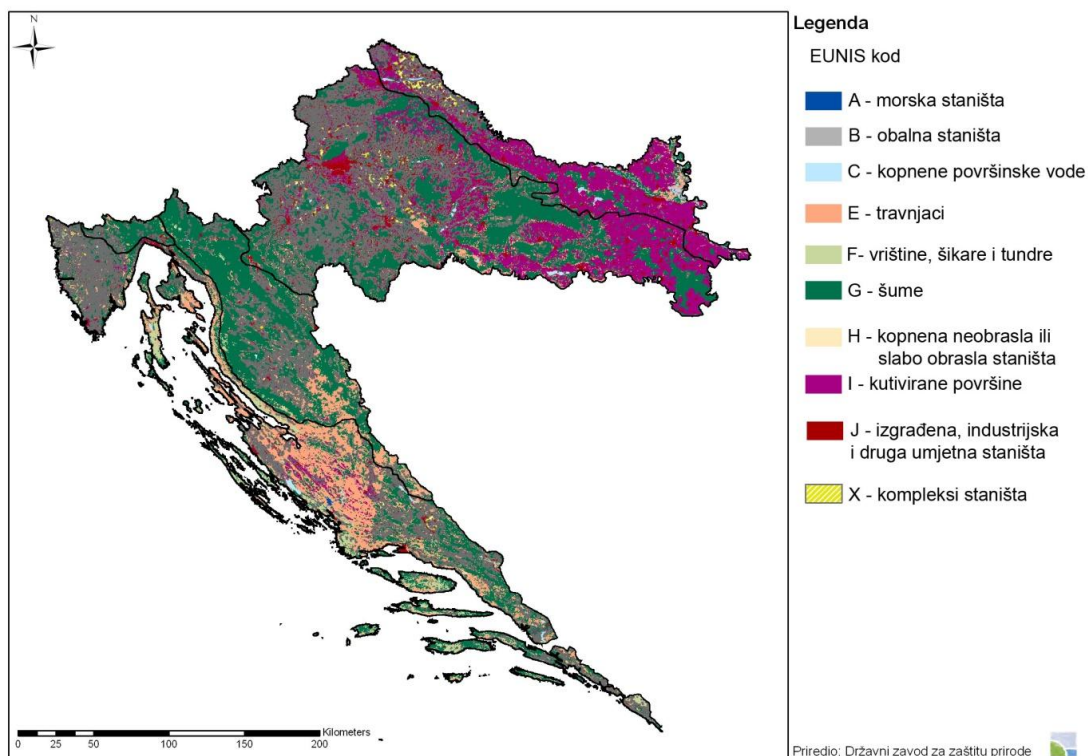 N
Legenda
EUNIS kod
A - morska staništa
B - obalna staništa
C - kopnene površinske vode
E - travnjaci
F- vrištine, šikare i tundre
G - šume
H - kopnena neobrasla ili
slabo obrasla staništa
I - kutivirane površine
J - izgrađena, industrijska
i druga umjetna staništa
X - kompleksi staništa
Kilometers
0 25 50 100 150 200
Priredio: Državni zavod za zaštitu prirode